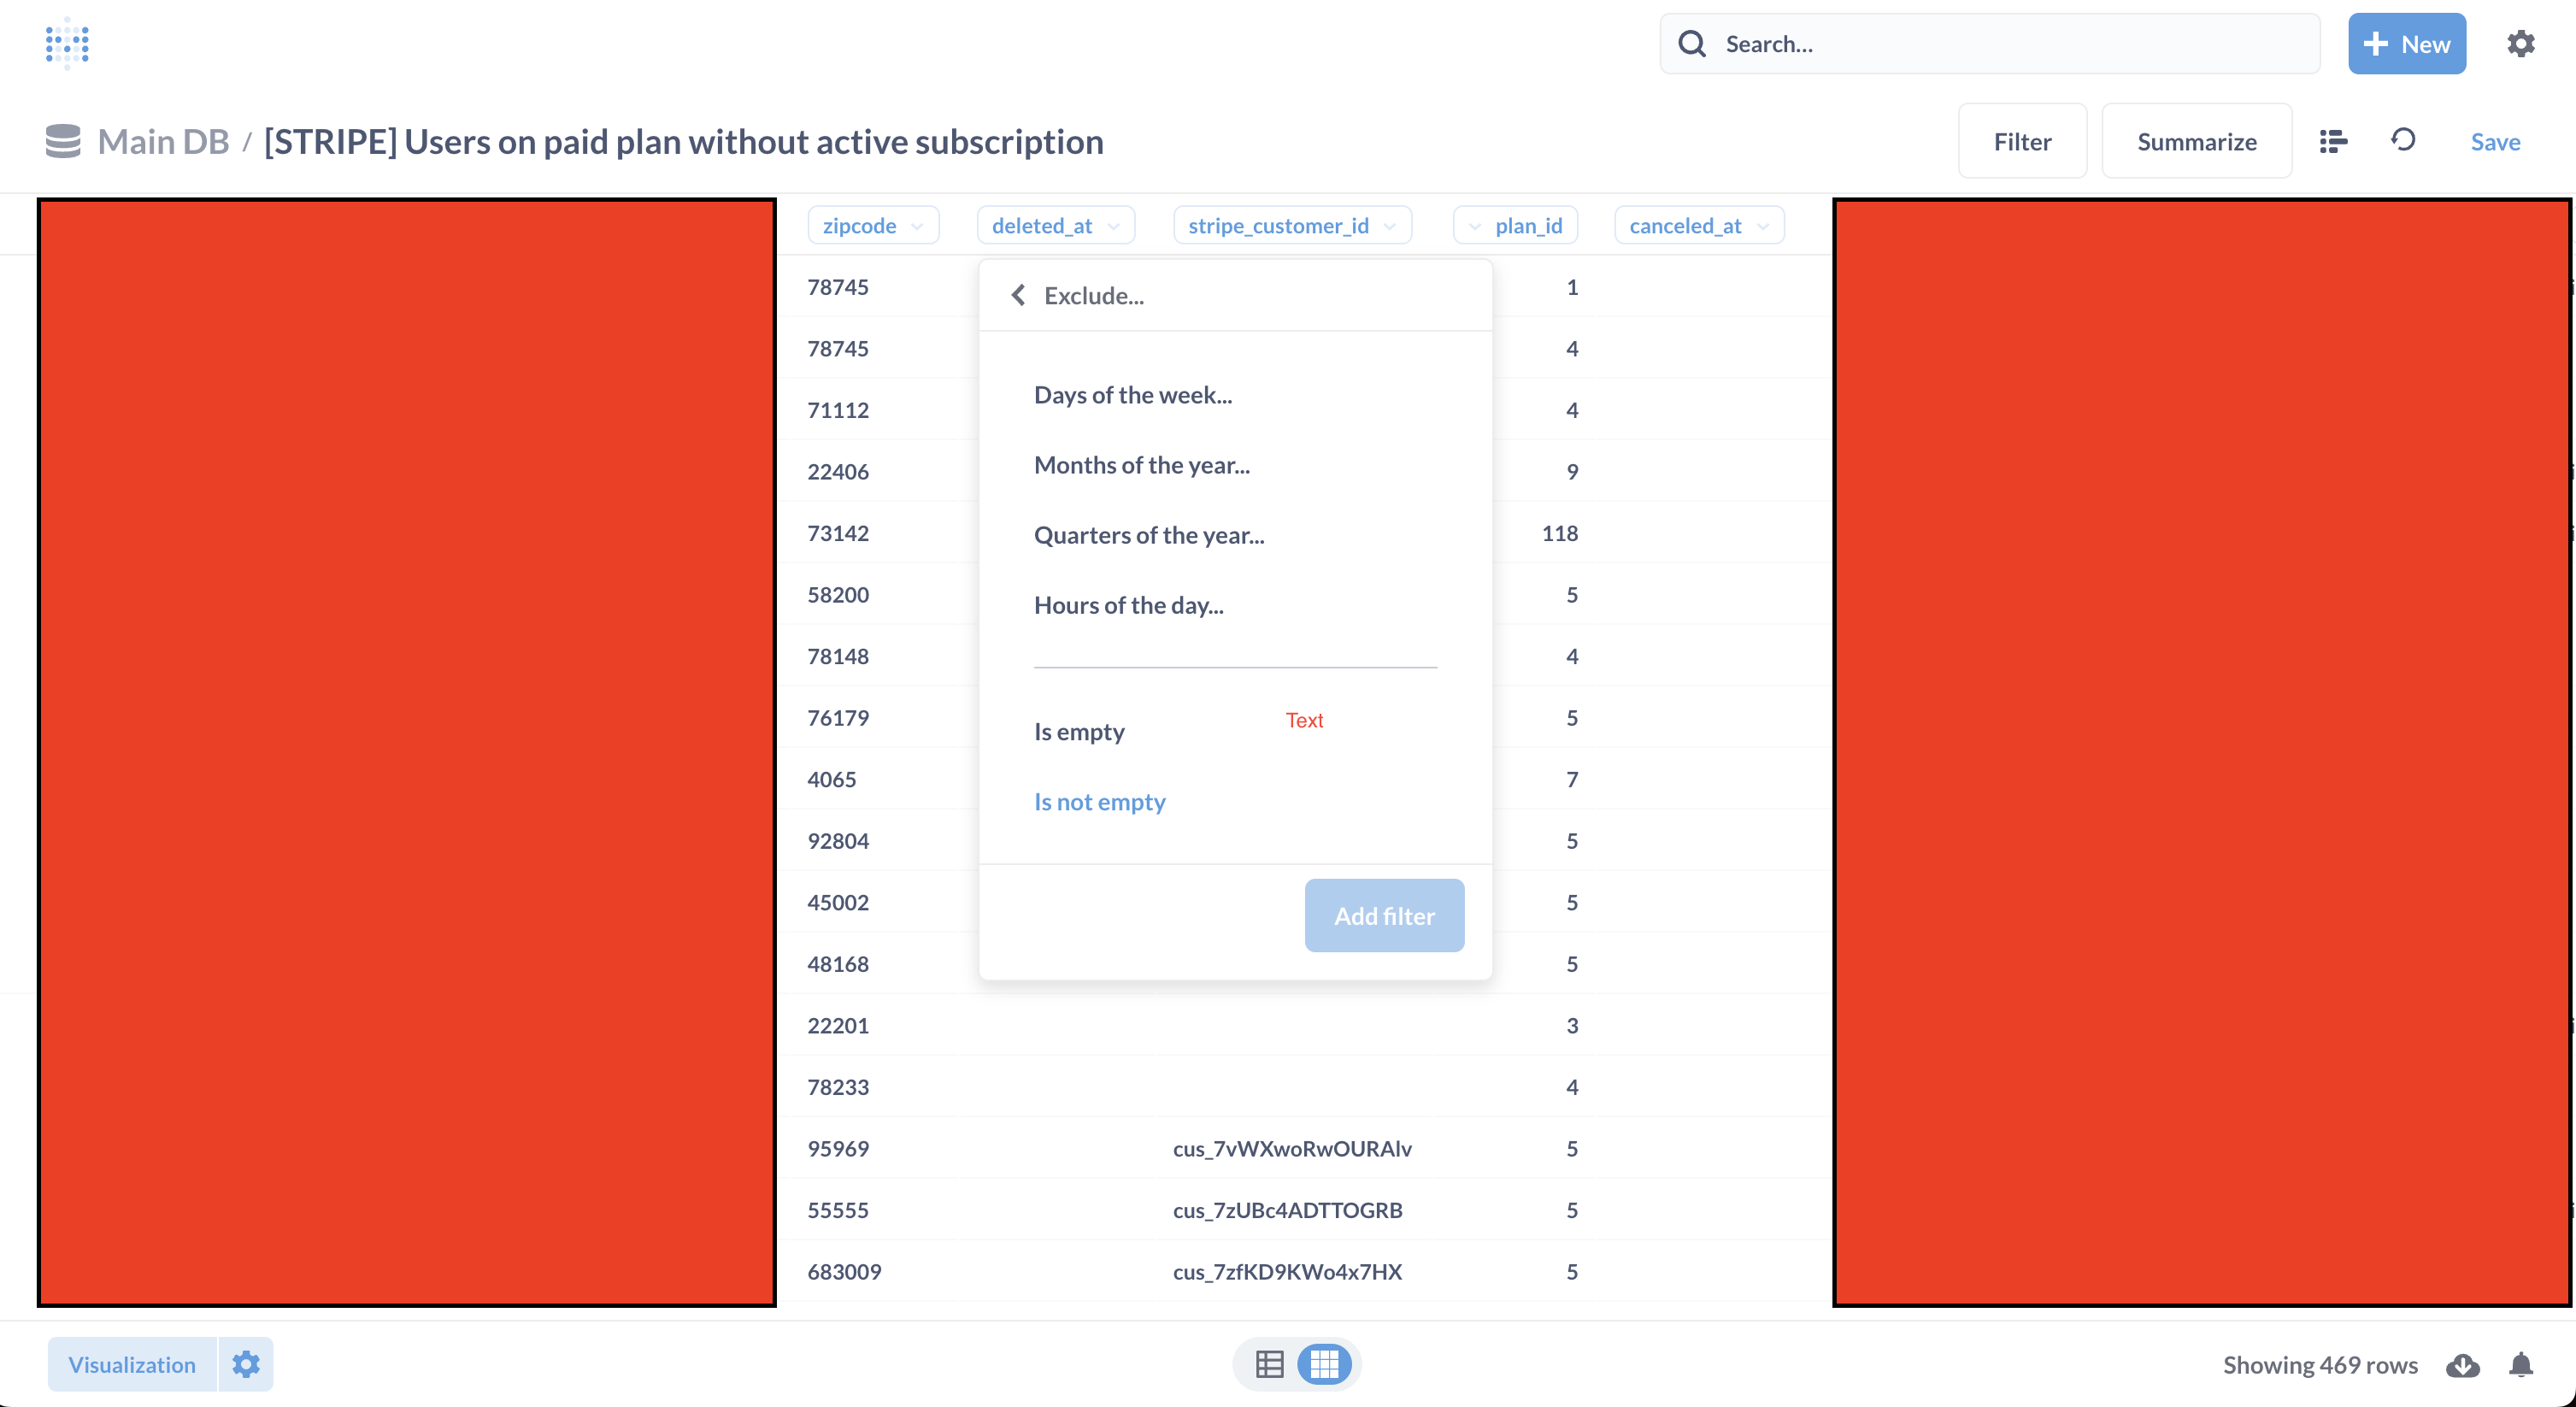 Search...
New
Main DB / [STRIPE] Users on paid plan without active subscription
Filter
Summarize
Save
zipcode deleted_at stripe_customer_id plan_id canceled_at
78745 1
78745 4
71112 4
22406 9
73142 118
58200 5
78148 4
76179 5
4065 7
92804 5
45002 5
48168 5
22201 3
78233 4
95969 cus_7vWXwoRwOURAlv 5
55555 cus_7zUBc4ADTTOGRB 5
683009 cus_7zfKD9KWo4x7HX 5
Exclude...
Days of the week...
Months of the year...
Quarters of the year...
Hours of the day...
Is empty
Text
Is not empty
Add filter
Visualization
Showing 469 rows